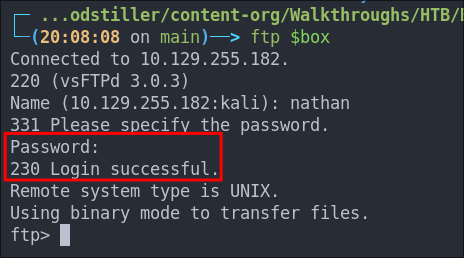 ...odstiller/content-org/Walkthroughs/HTB/
(20:08:08 on main)──> ftp $box
Connected to 10.129.255.182.
220 (vsFTPd 3.0.3)
Name (10.129.255.182:kali): nathan
331 Please specify the password.
Password:
230 Login successful.
Remote system type is UNIX.
Using binary mode to transfer files.
ftp>